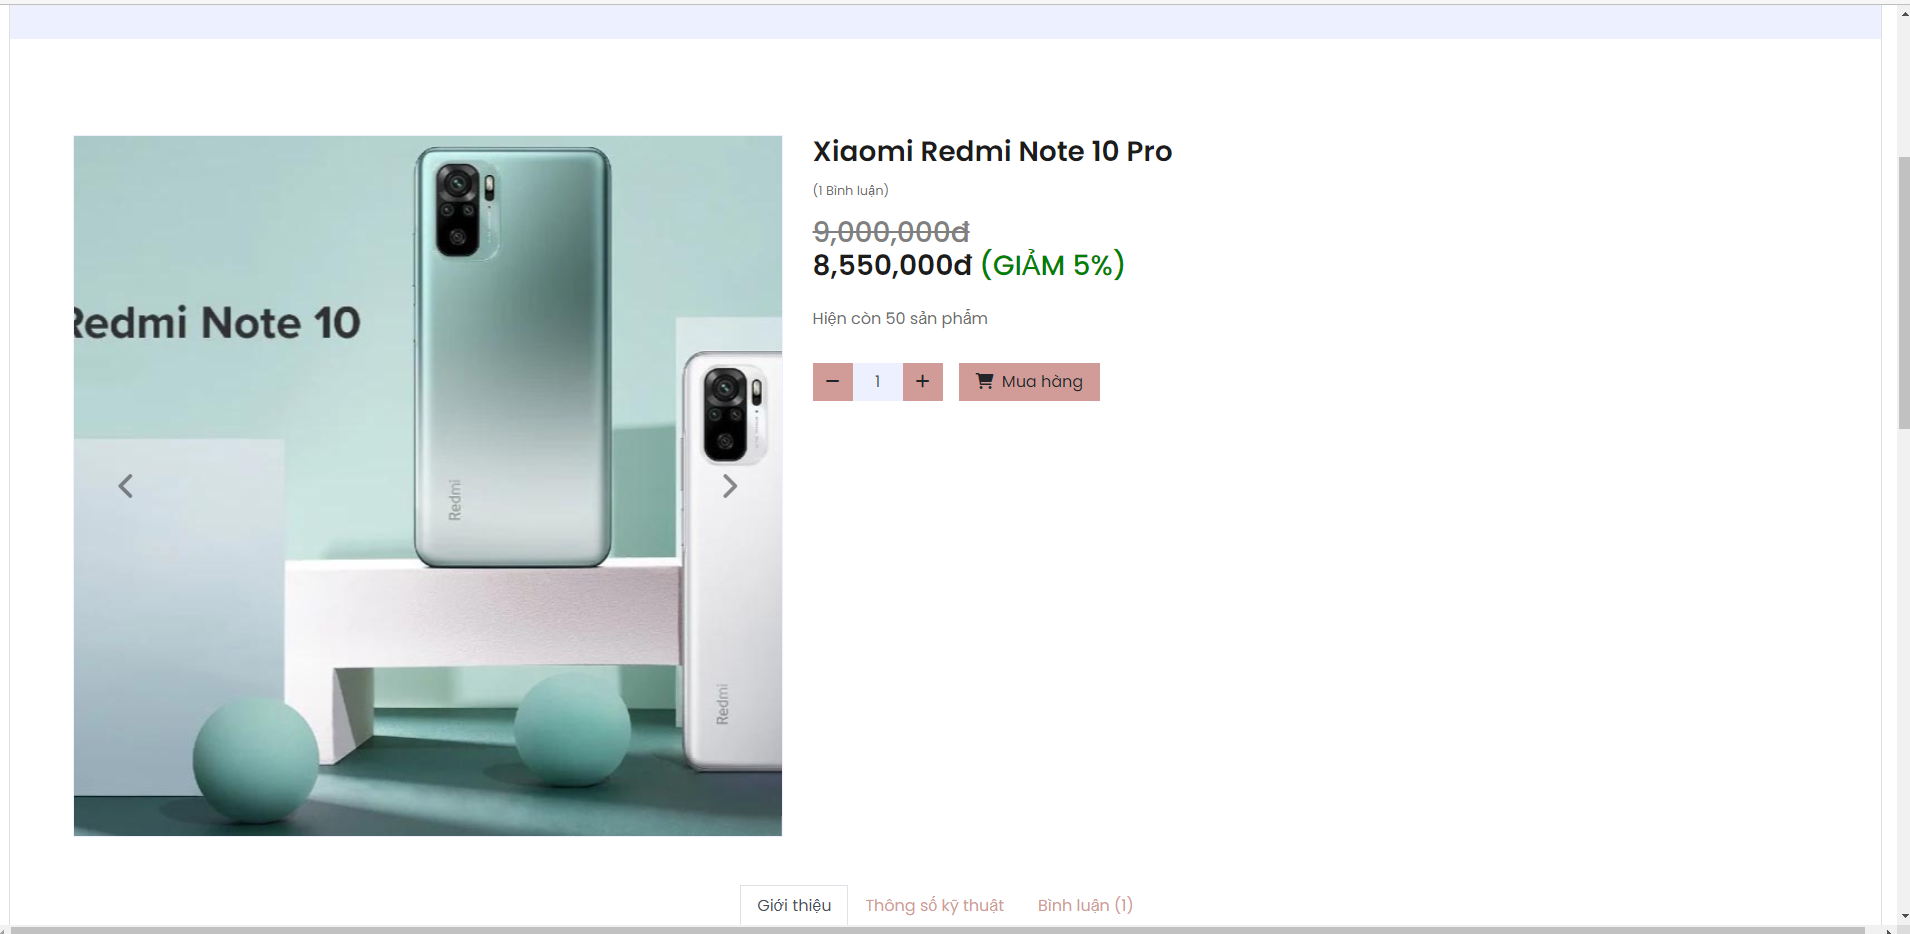 Xiaomi Redmi Note 10 Pro
(1 Bình luận)
9,000,000đ
8,550,000đ (GIẢM 5%)
Hiện còn 50 sản phẩm
− 1 + Mua hàng
Redmi Note 10
Redmi
Redmi
Giới thiệu Thông số kỹ thuật Bình luận (1)